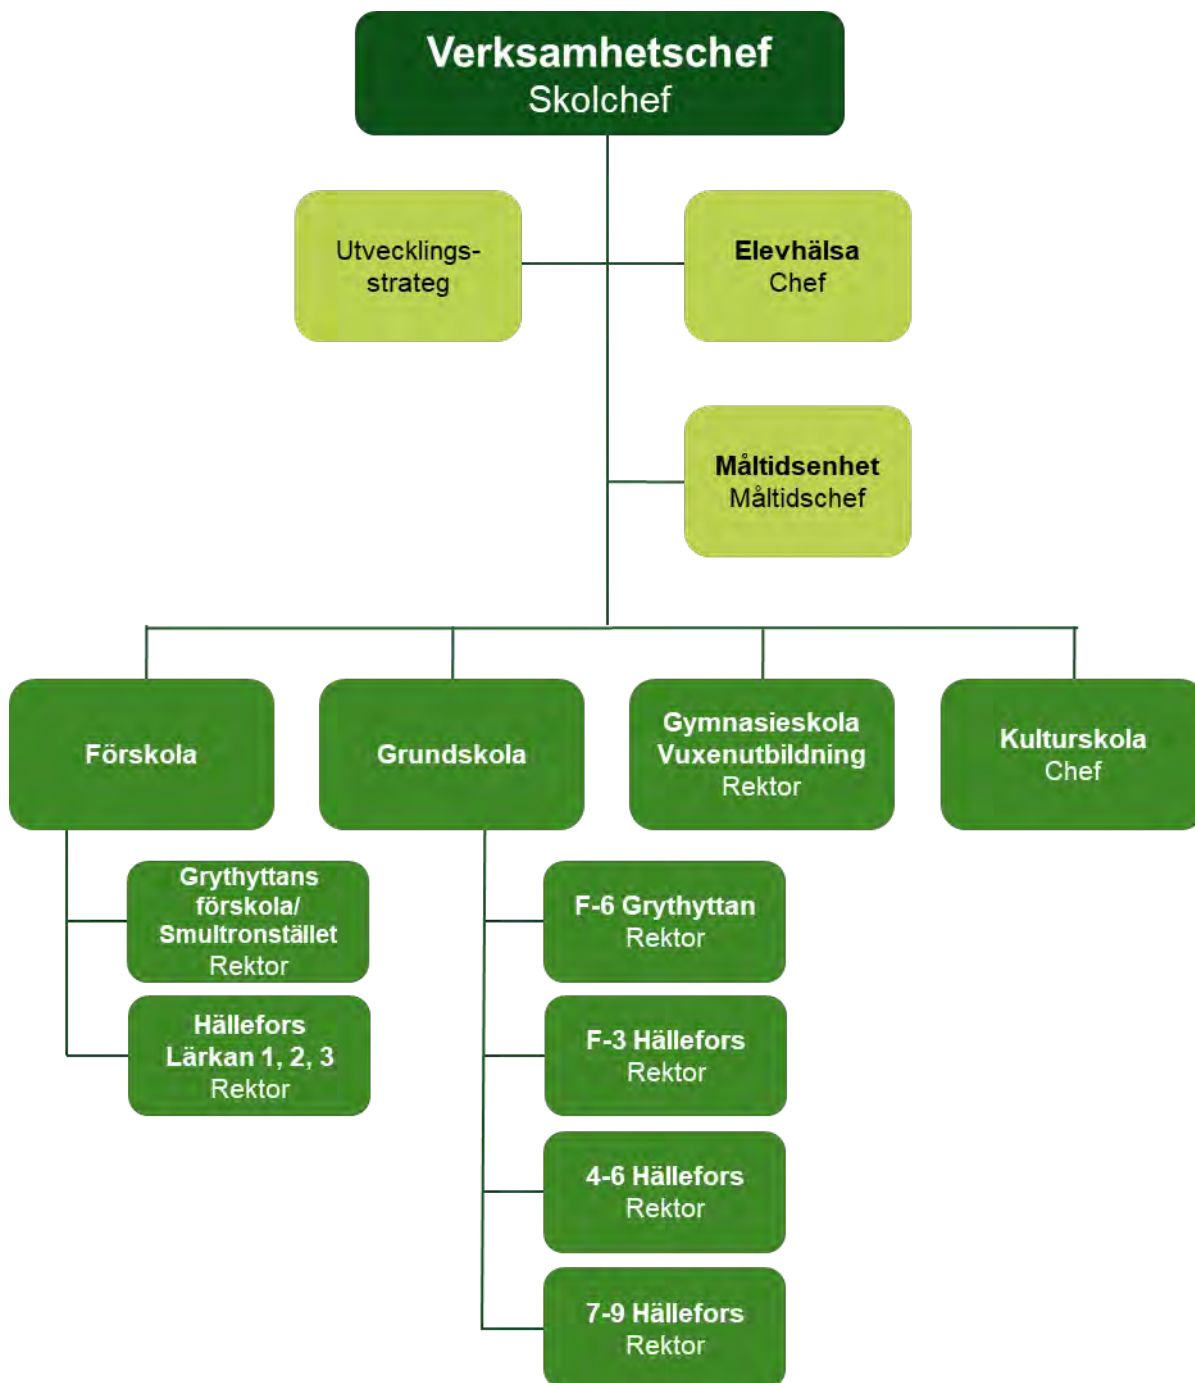 Verksamhetschef
Skolchef
Utvecklings-
strateg
Elevhälsa
Chef
Måltidsenhet
Måltidschef
Förskola
Grundskola
Gymnasieskola
Vuxenutbildning
Rektor
Kulturskola
Chef
Grythyttans
förskola/
Smultronstället
Rektor
Hällefors
Lärkan 1, 2, 3
Rektor
F-6 Grythyttan
Rektor
F-3 Hällefors
Rektor
4-6 Hällefors
Rektor
7-9 Hällefors
Rektor